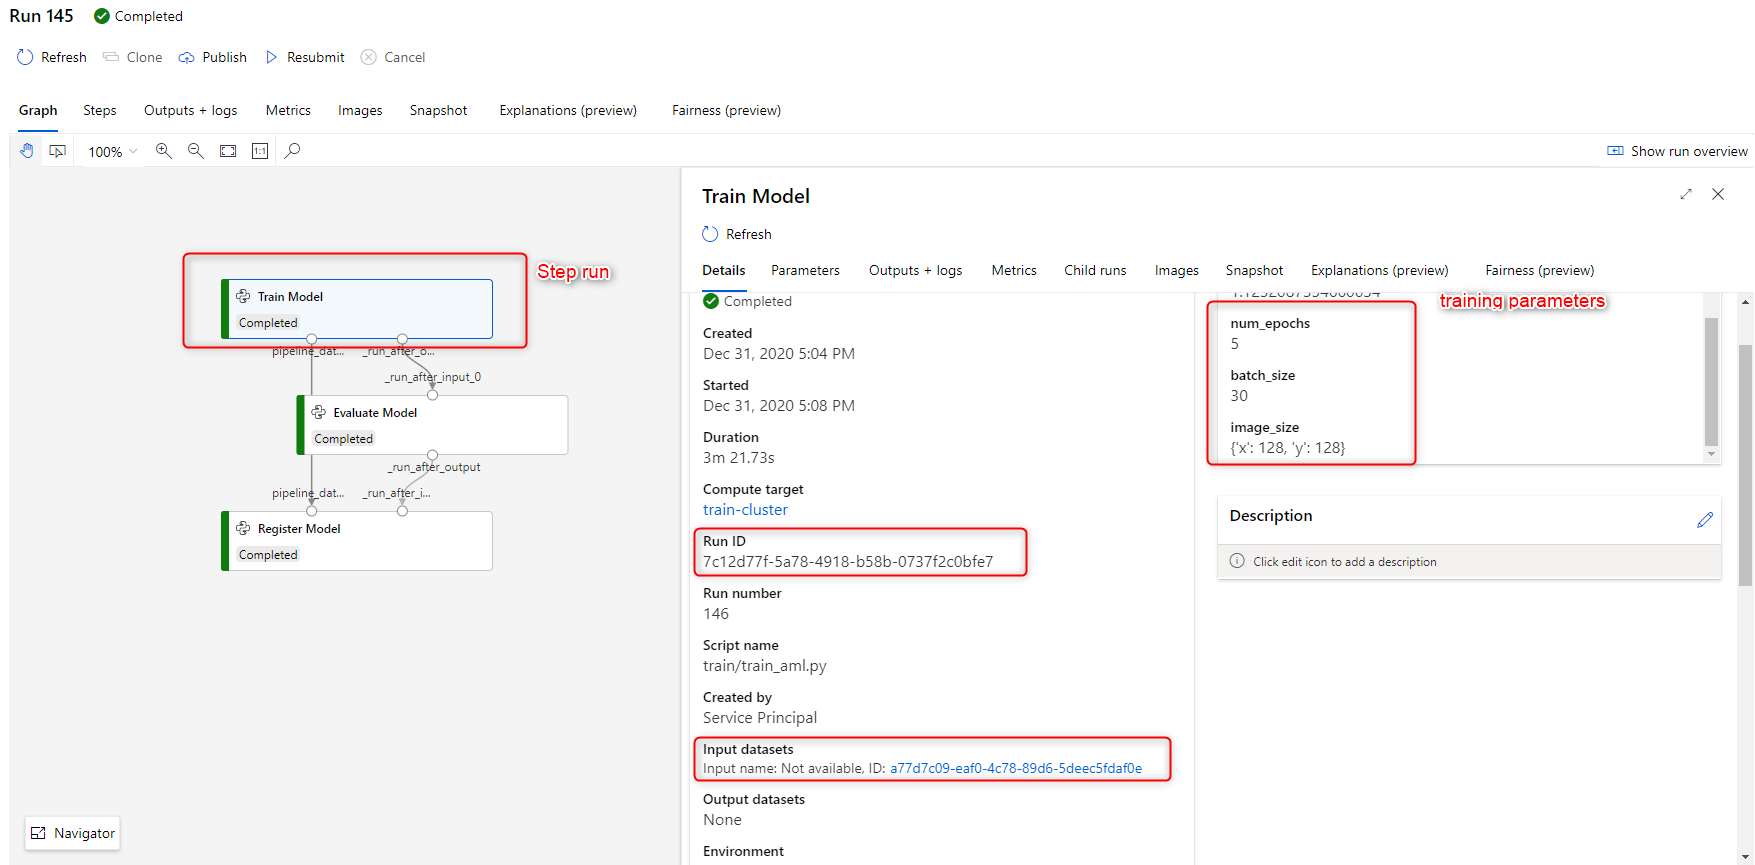 Run 145 Completed
Refresh Clone Publish Resubmit Cancel
Graph Steps Outputs + logs Metrics Images Snapshot Explanations (preview) Fairness (preview)
100% 1:1 Show run overview
Train Model
Completed
Step run
pipeline_dat... _run_after_o...
_run_after_input_0
Evaluate Model
Completed
_run_after_output
pipeline_dat... _run_after_i...
Register Model
Completed
Navigator
Train Model
Refresh
Details Parameters Outputs + logs Metrics Child runs Images Snapshot Explanations (preview) Fairness (preview)
Completed
Created
Dec 31, 2020 5:04 PM
Started
Dec 31, 2020 5:08 PM
Duration
3m 21.73s
Compute target
train-cluster
Run ID
7c12d77f-5a78-4918-b58b-0737f2c0bfe7
Run number
146
Script name
train/train_aml.py
Created by
Service Principal
Input datasets
Input name: Not available, ID: a77d7c09-eaf0-4c78-89d6-5deec5fdaf0e
Output datasets
None
Environment
training parameters
num_epochs
5
batch_size
30
image_size
{'x': 128, 'y': 128}
Description
Click edit icon to add a description